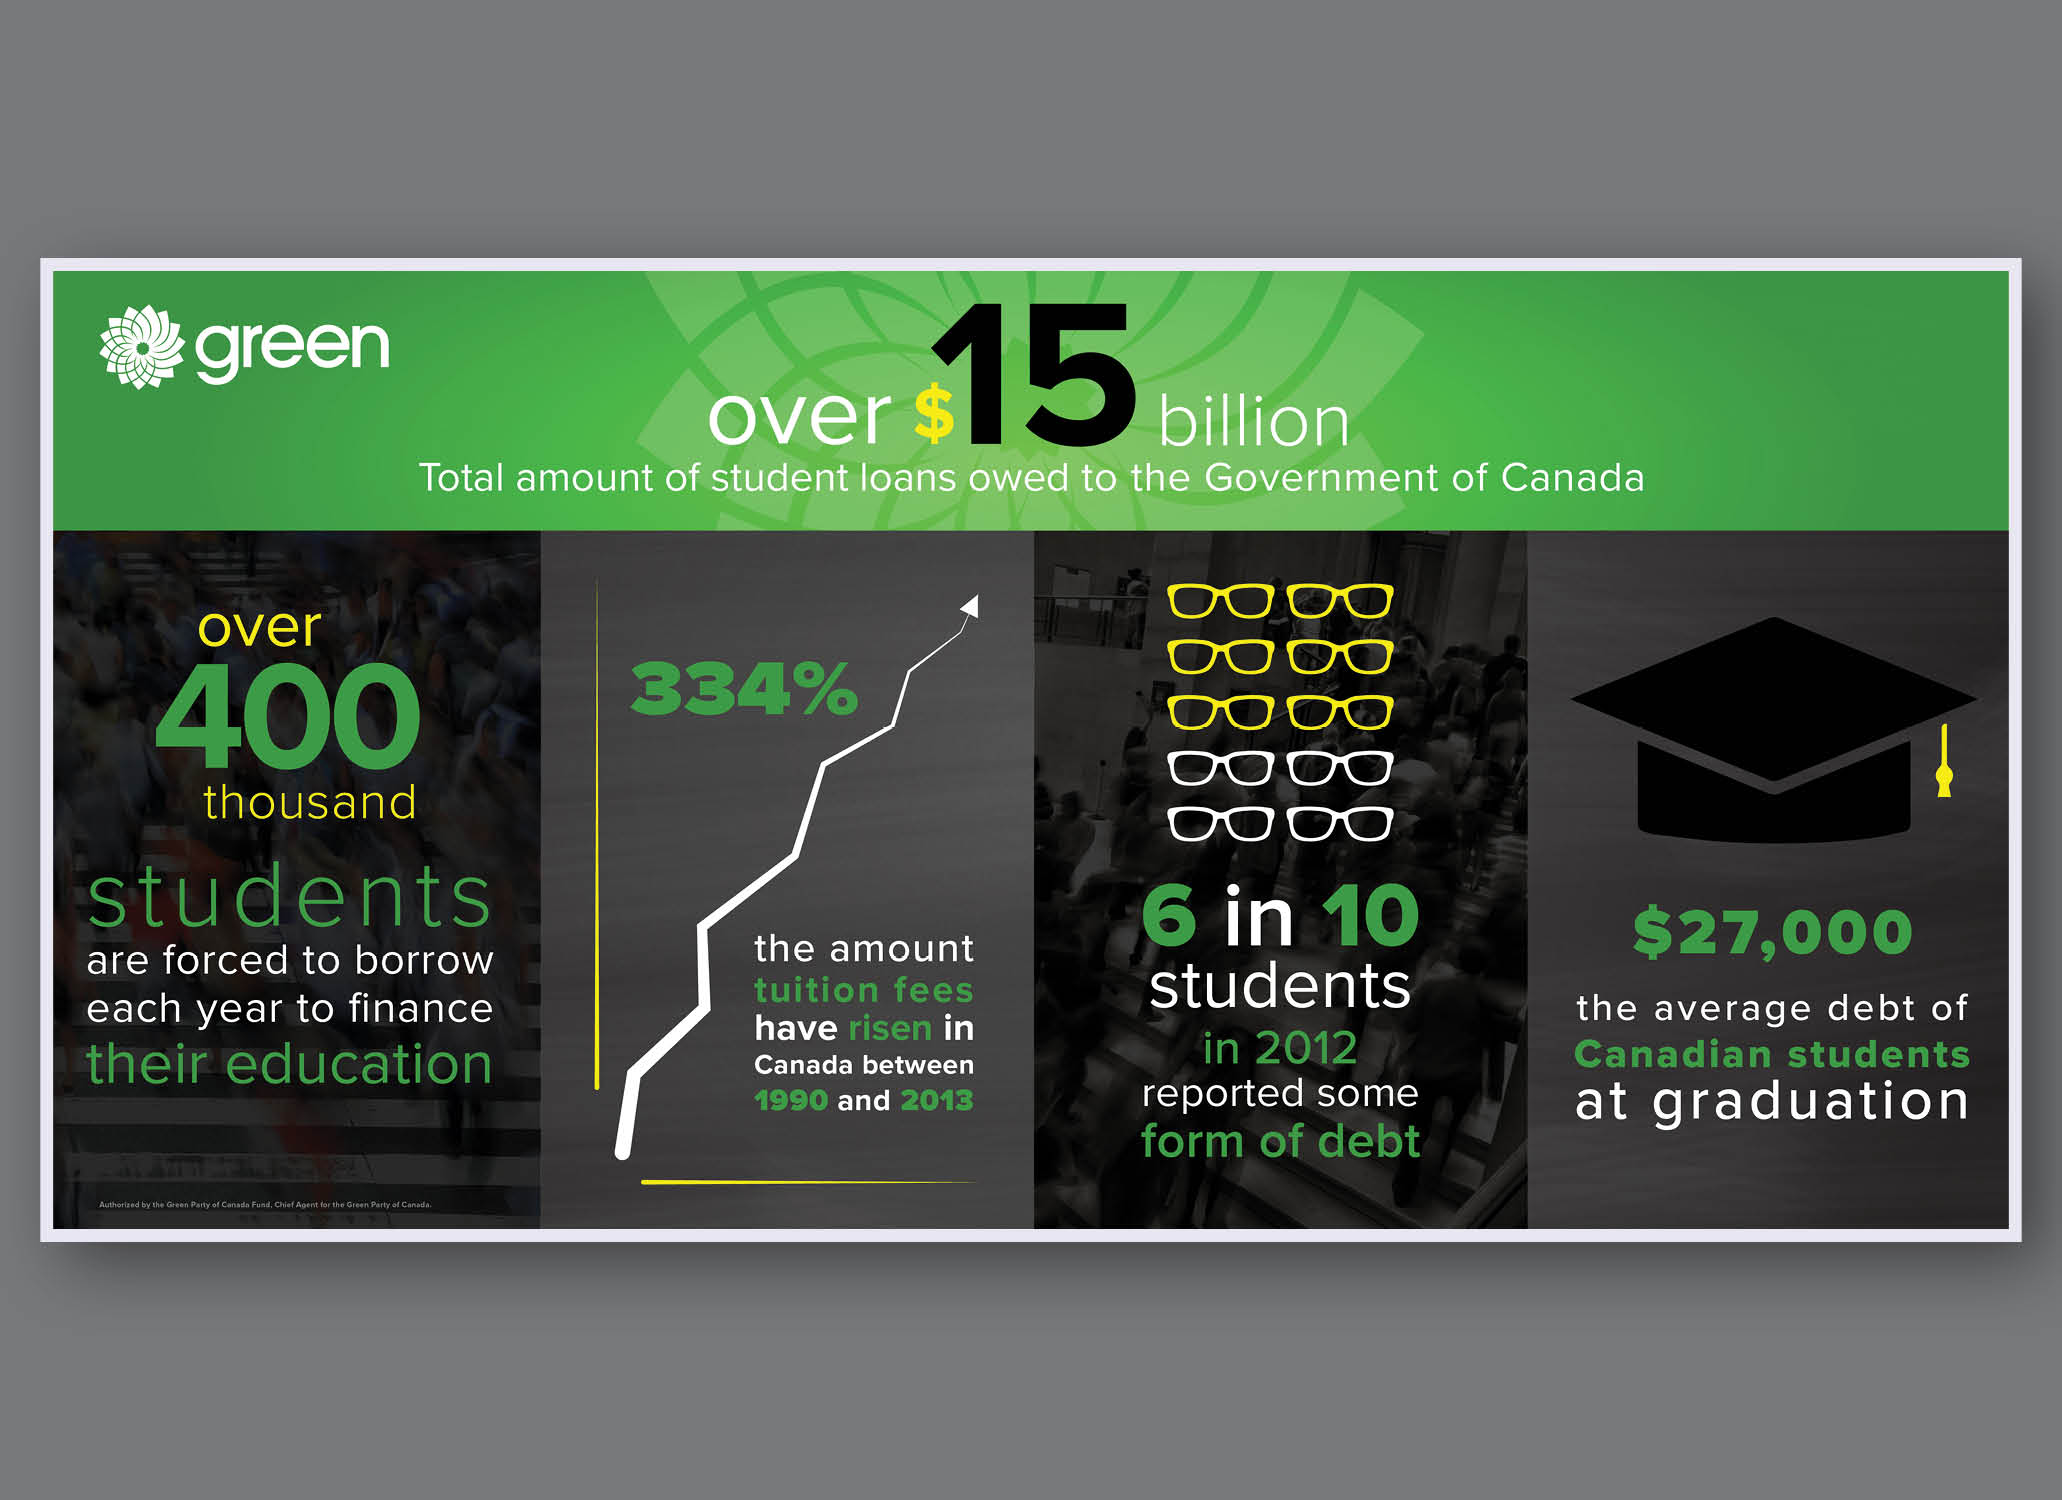 green
over $15 billion
Total amount of student loans owed to the Government of Canada
over
400
thousand
students
are forced to borrow
each year to finance
their education
Authorized by the Green Party of Canada Fund, Chief Agent for the Green Party of Canada.
334%
the amount
tuition fees
have risen in
Canada between
1990 and 2013
6 in 10
students
in 2012
reported some
form of debt
$27,000
the average debt of
Canadian students
at graduation